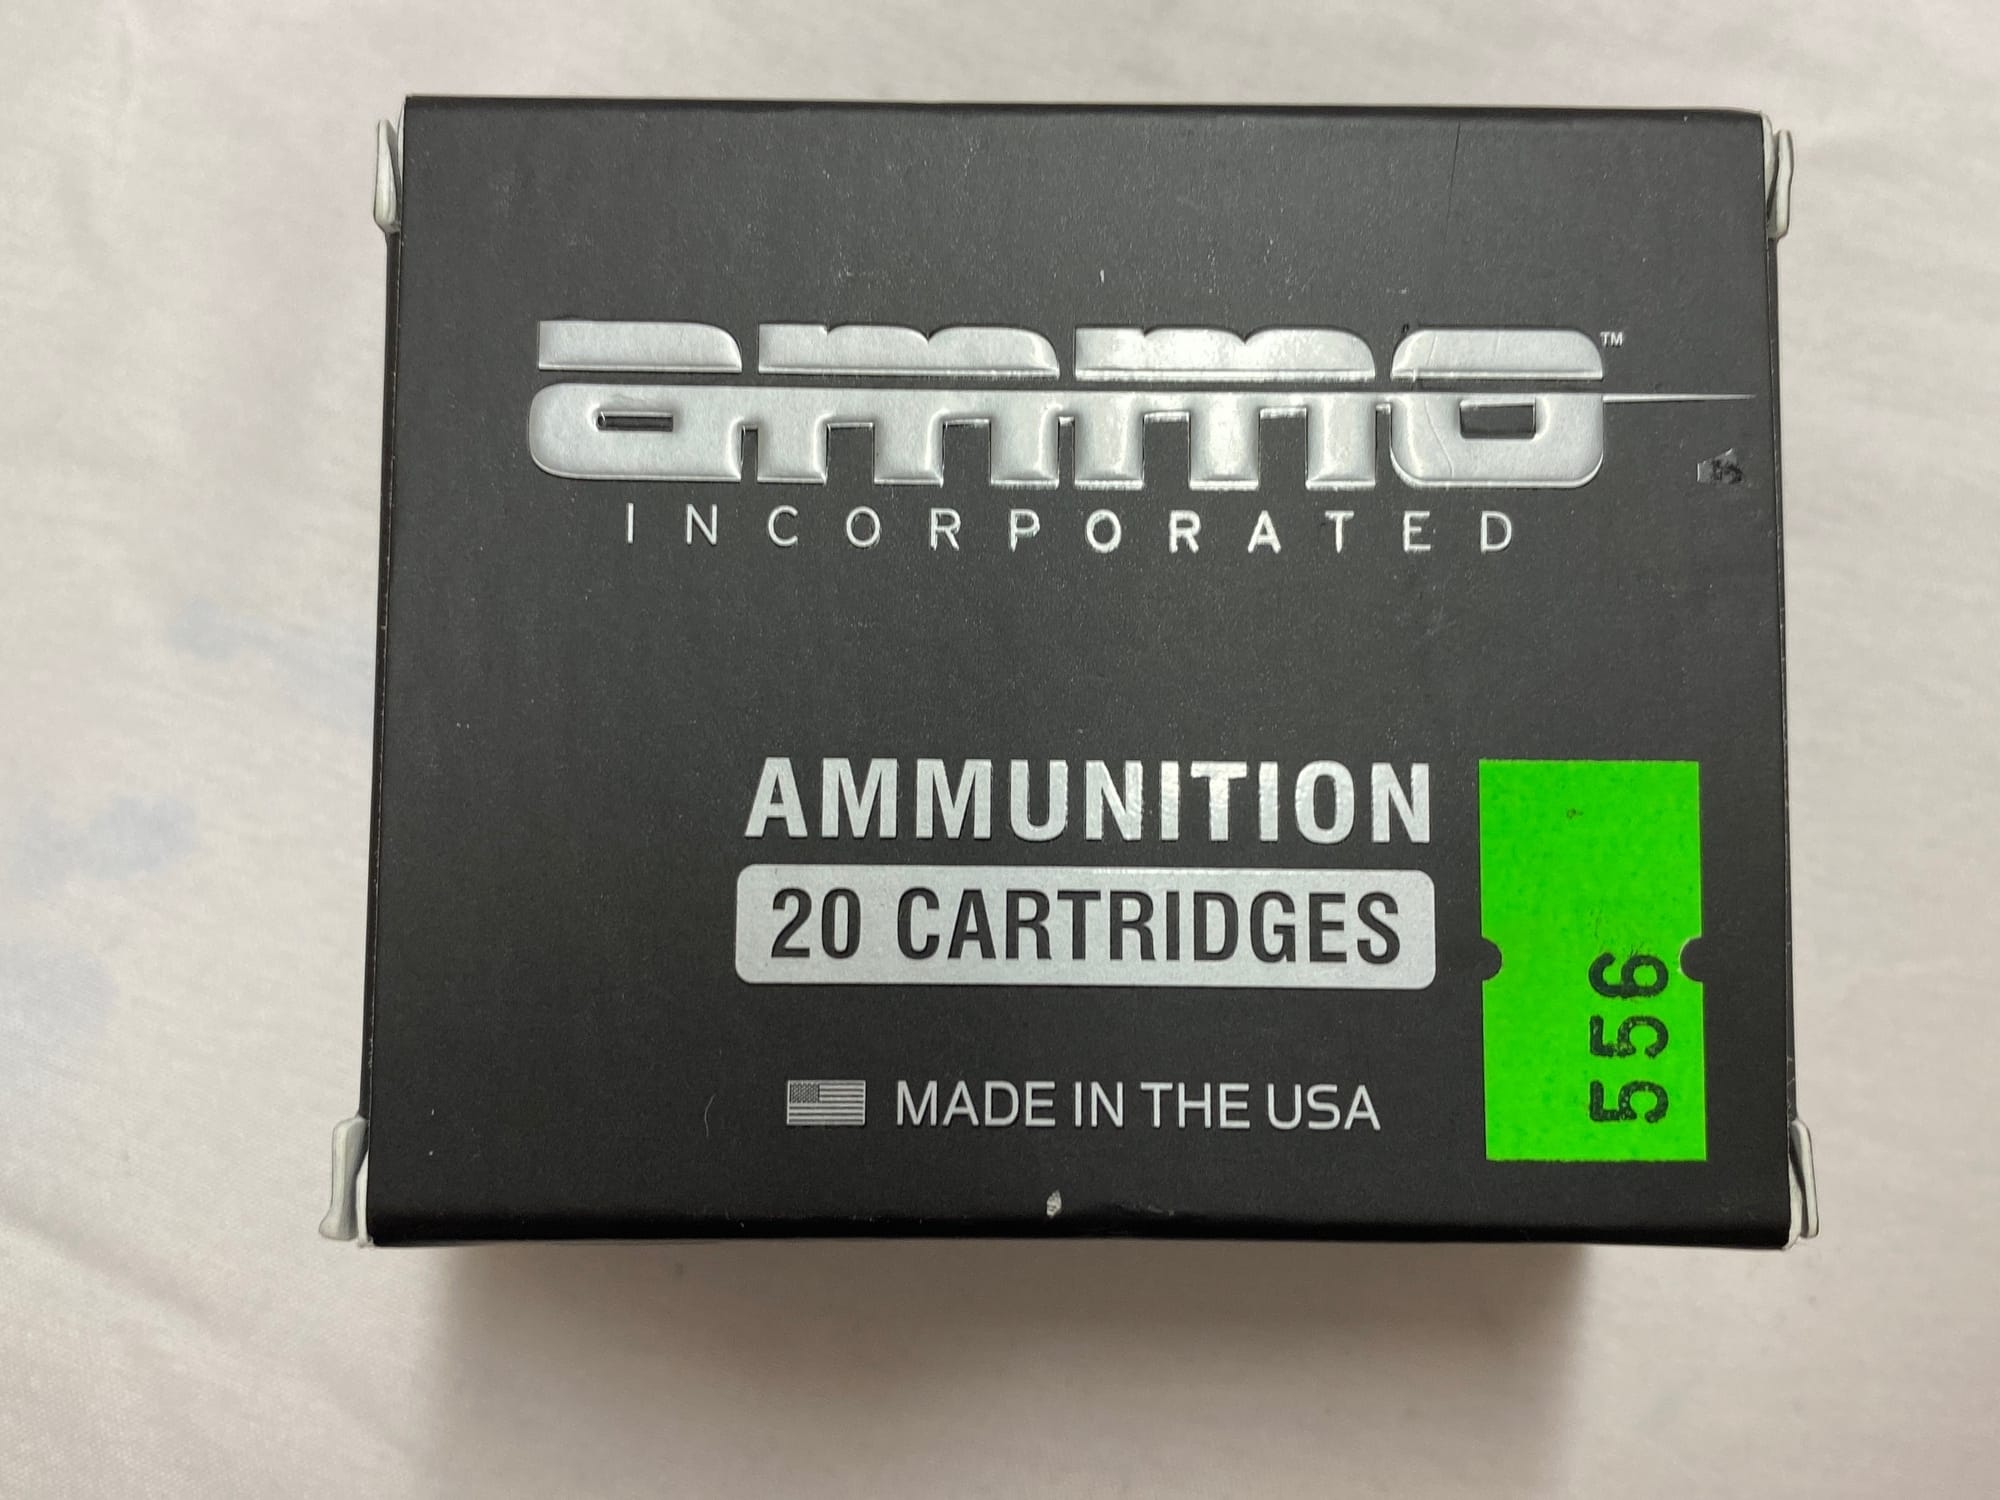 ammo™
INCORPORATED
AMMUNITION
20 CARTRIDGES
MADE IN THE USA
556